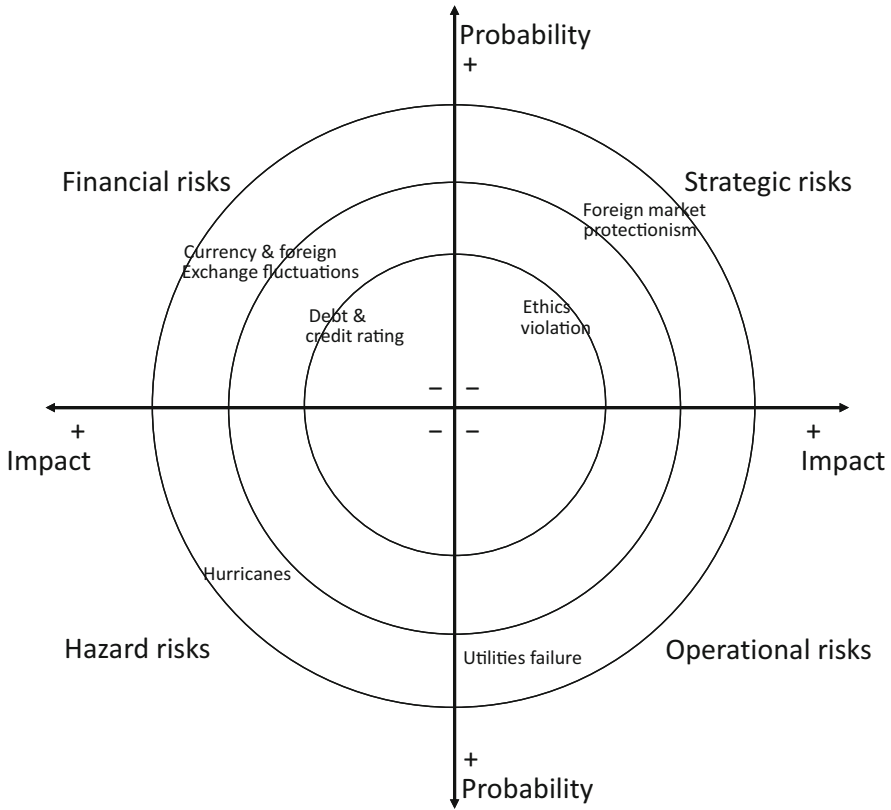 Probability
+
Financial risks
Strategic risks
Foreign market
protectionism
Currency & foreign
Exchange fluctuations
Debt &
credit rating
Ethics
violation
– –
– –
+
Impact
+
Impact
Hurricanes
Hazard risks
Operational risks
Utilities failure
+
Probability